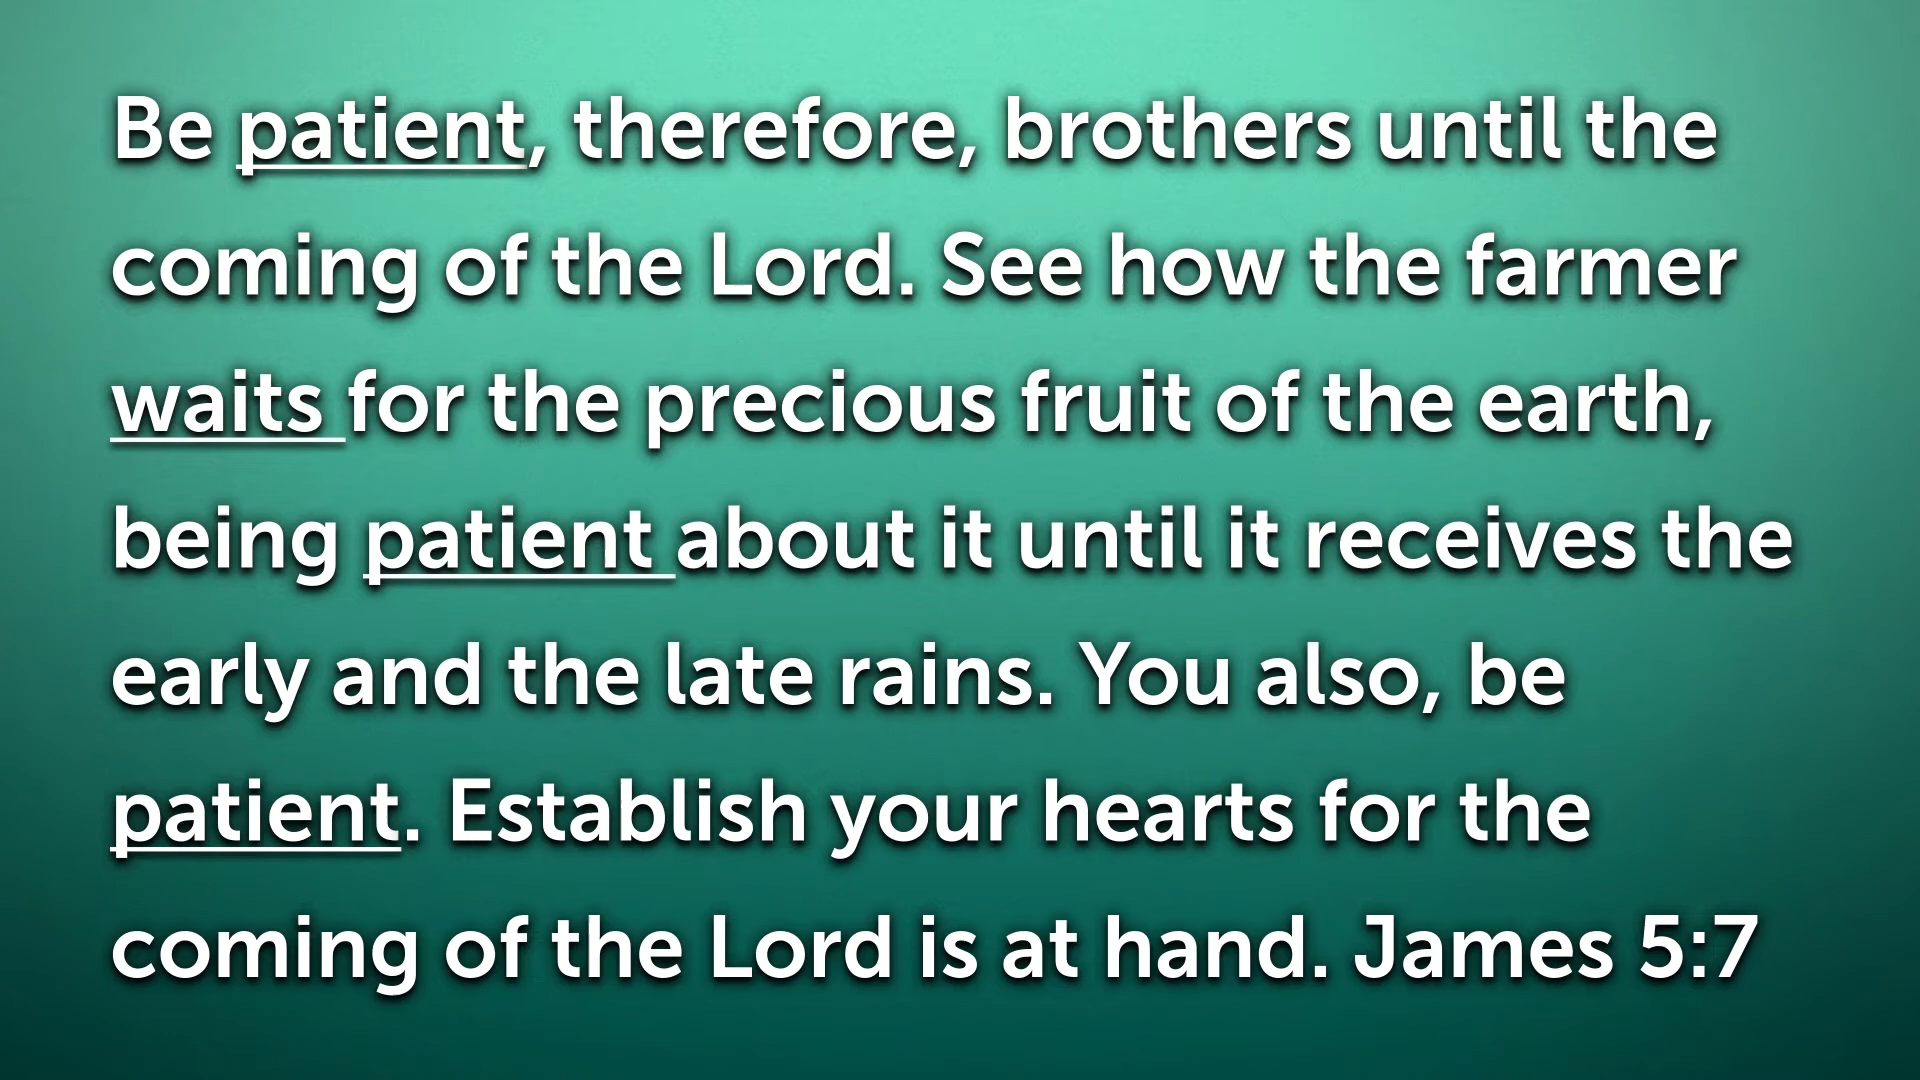 Be patient, therefore, brothers until the
coming of the Lord. See how the farmer
waits for the precious fruit of the earth,
being patient about it until it receives the
early and the late rains. You also, be
patient. Establish your hearts for the
coming of the Lord is at hand. James 5:7